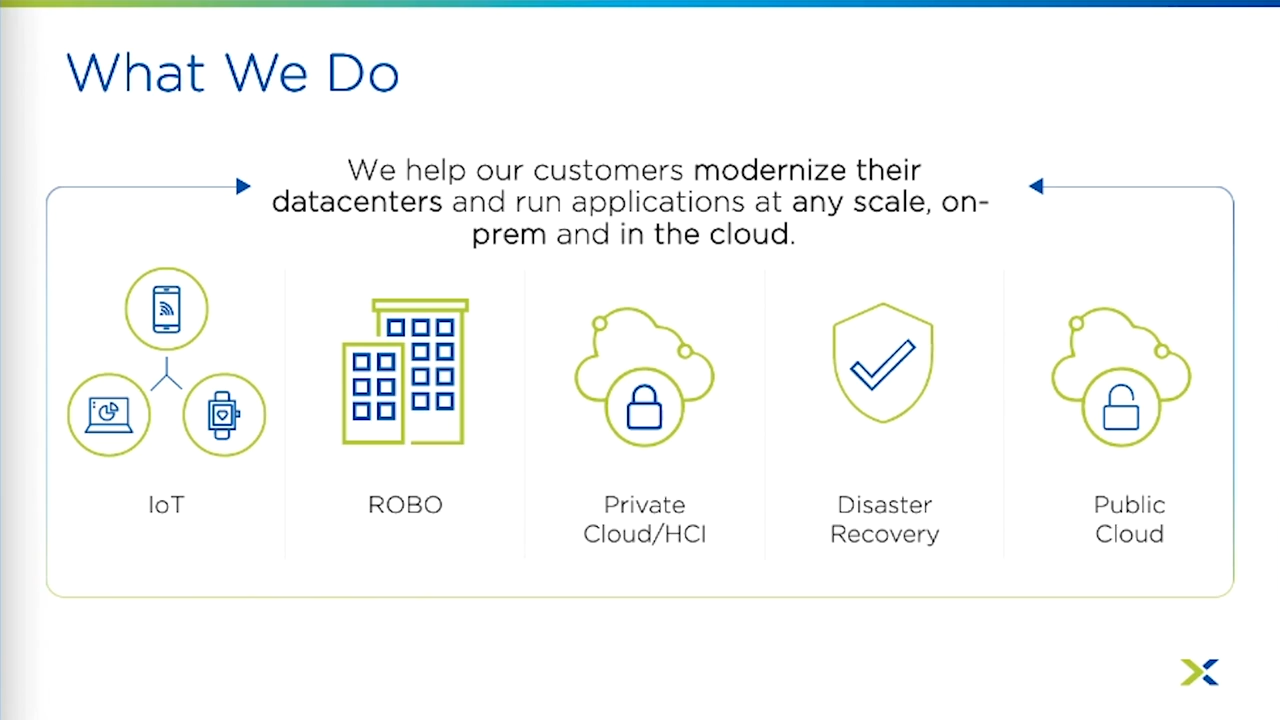 What We Do
We help our customers modernize their
datacenters and run applications at any scale, on-
prem and in the cloud.
IoT
ROBO
Private
Cloud/HCI
Disaster
Recovery
Public
Cloud